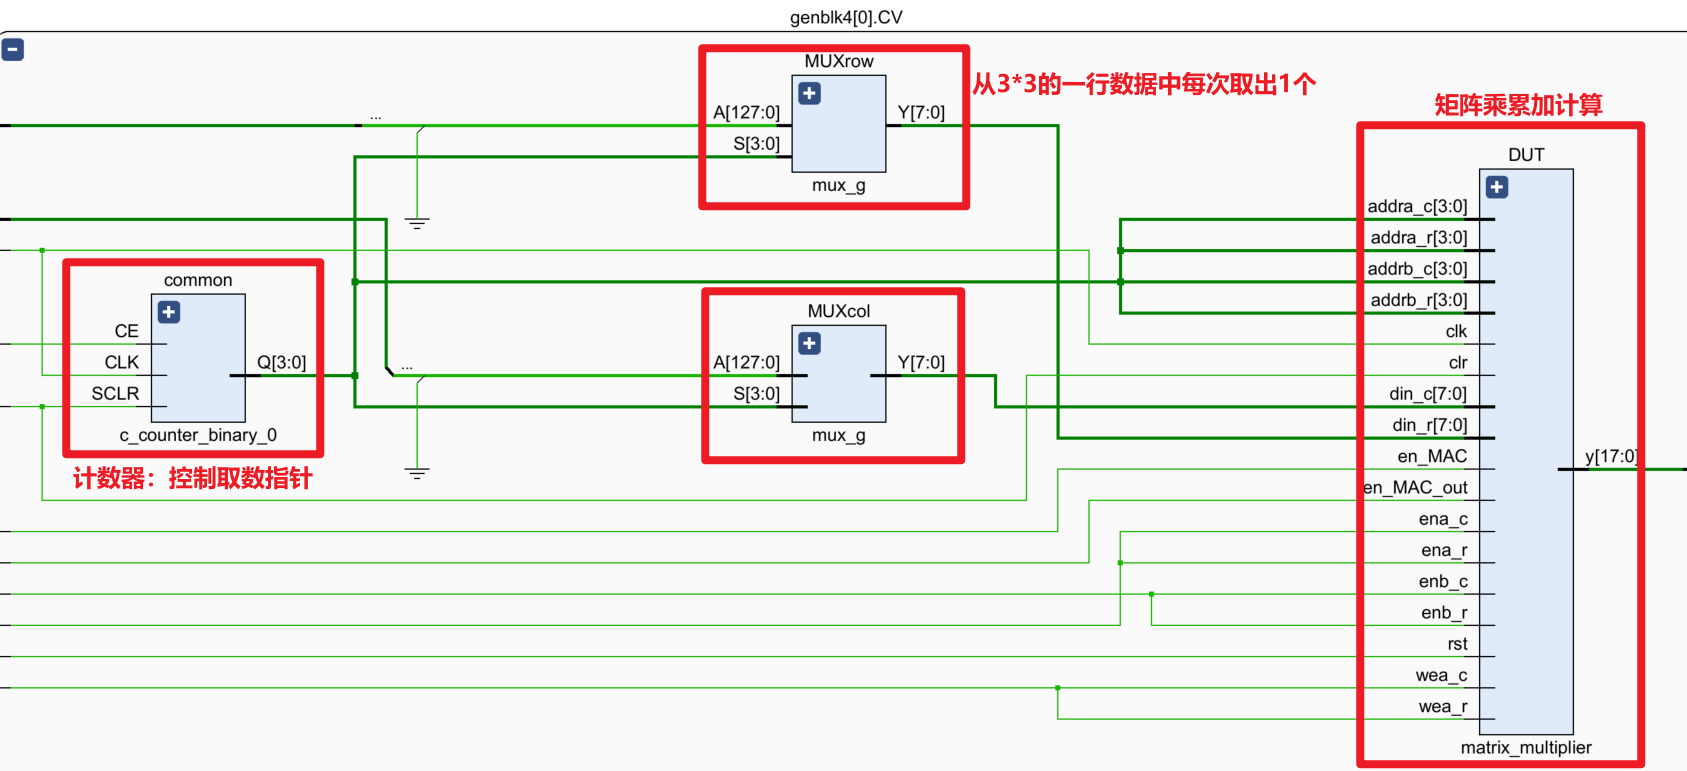 genblk4[0].CV
MUXrow
从3*3的一行数据中每次取出1个
...
A[127:0]
Y[7:0]
S[3:0]
mux_g
矩阵乘累加计算
DUT
addra_c[3:0]
addra_r[3:0]
addrb_c[3:0]
addrb_r[3:0]
clk
clr
din_c[7:0]
din_r[7:0]
en_MAC
en_MAC_out
ena_c
ena_r
enb_c
enb_r
rst
wea_c
wea_r
y[17:0]
matrix_multiplier
common
CE
CLK
SCLR
Q[3:0]
c_counter_binary_0
计数器：控制取数指针
MUXcol
...
A[127:0]
Y[7:0]
S[3:0]
mux_g